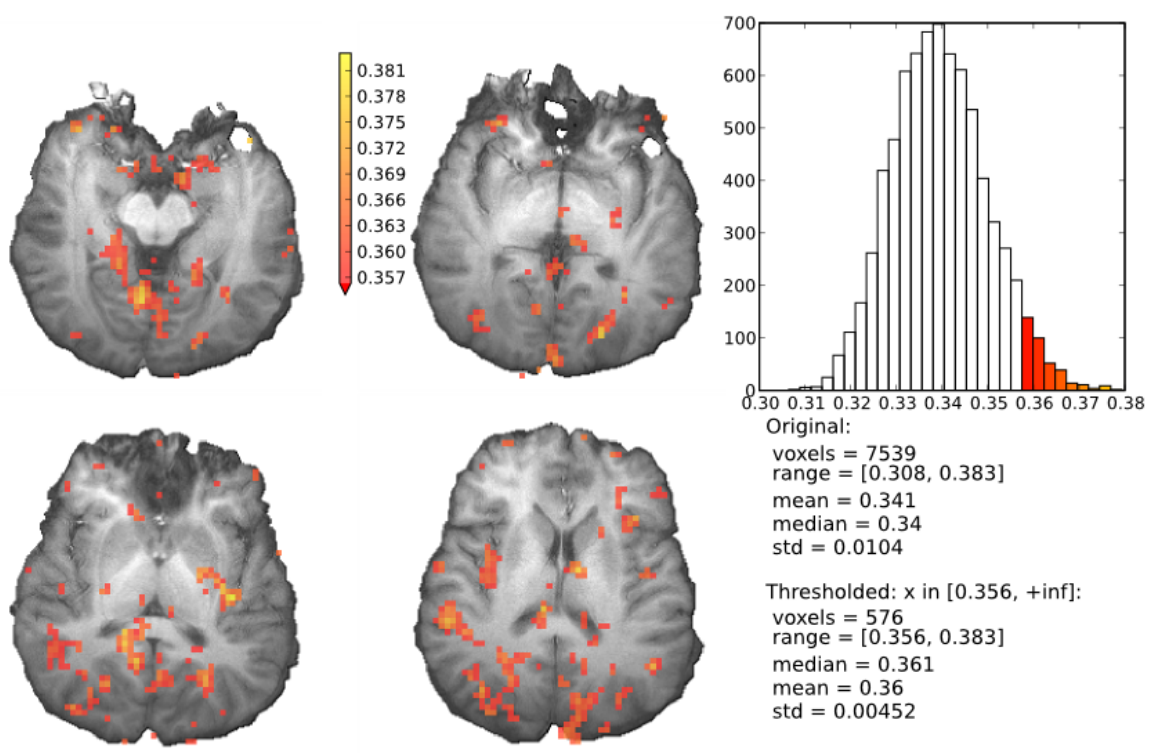 0.381
0.378
0.375
0.372
0.369
0.366
0.363
0.360
0.357
700
600
500
400
300
200
100
0
0.30 0.31 0.32 0.33 0.34 0.35 0.36 0.37 0.38
Original:
voxels = 7539
range = [0.308, 0.383]
mean = 0.341
median = 0.34
std = 0.0104
Thresholded: x in [0.356, +inf]:
voxels = 576
range = [0.356, 0.383]
median = 0.361
mean = 0.36
std = 0.00452